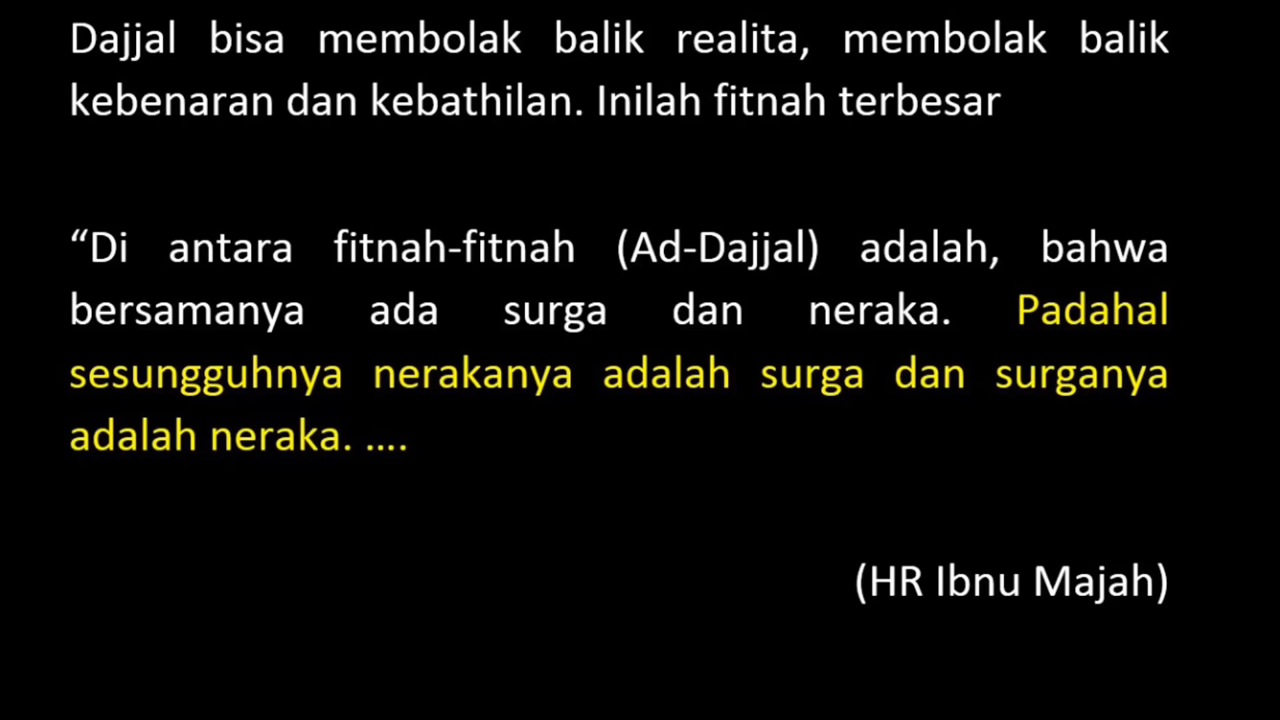 Dajjal bisa membolak balik realita, membolak balik
kebenaran dan kebathilan. Inilah fitnah terbesar
“Di antara fitnah-fitnah (Ad-Dajjal) adalah, bahwa
bersamanya ada surga dan neraka. Padahal
sesungguhnya nerakanya adalah surga dan surganya
adalah neraka. ....
(HR Ibnu Majah)